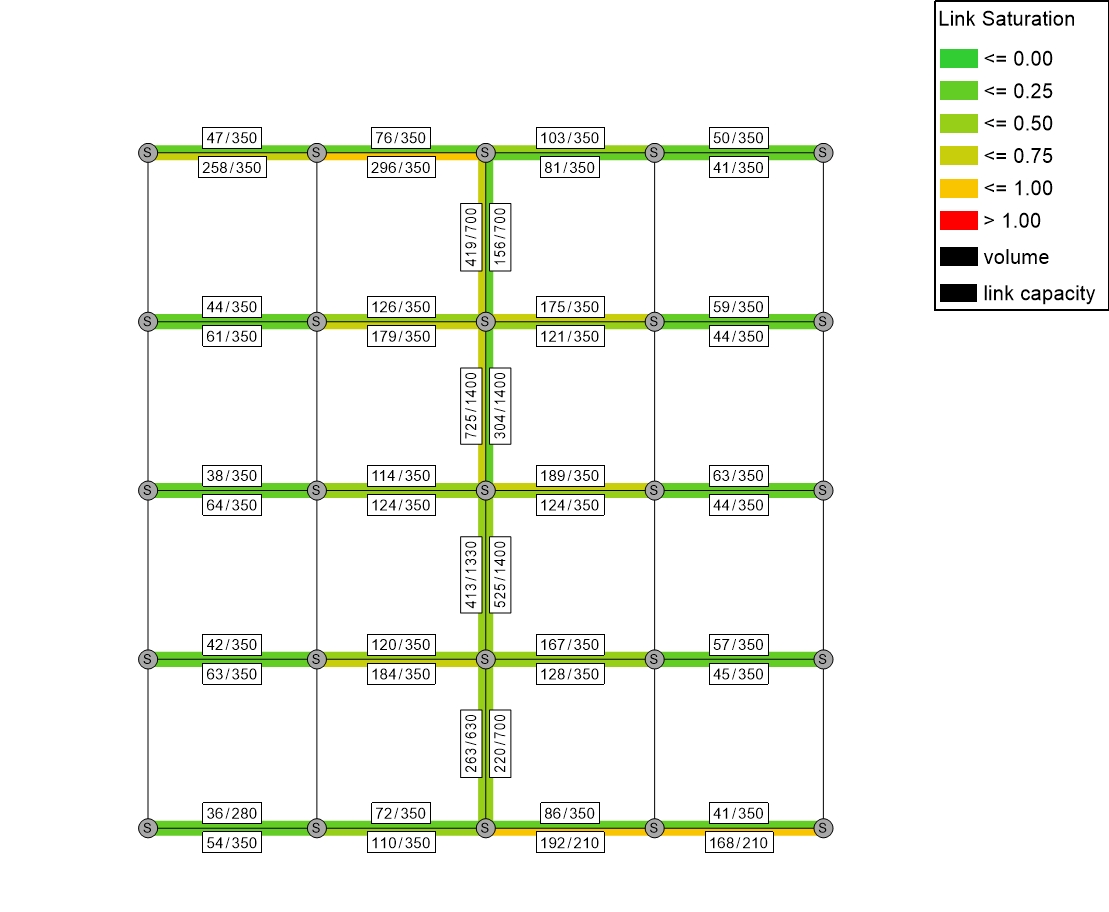 Link Saturation
<= 0.00
<= 0.25
<= 0.50
<= 0.75
<= 1.00
> 1.00
volume
link capacity
47/350 76/350 103/350 50/350
S S S S S
258/350 296/350 81/350 41/350
419/700 156/700
44/350 126/350 175/350 59/350
S S S S S
61/350 179/350 121/350 44/350
725/1400 304/1400
38/350 114/350 189/350 63/350
S S S S S
64/350 124/350 124/350 44/350
413/1330 525/1400
42/350 120/350 167/350 57/350
S S S S S
63/350 184/350 128/350 45/350
263/630 220/700
36/280 72/350 86/350 41/350
S S S S S
54/350 110/350 192/210 168/210